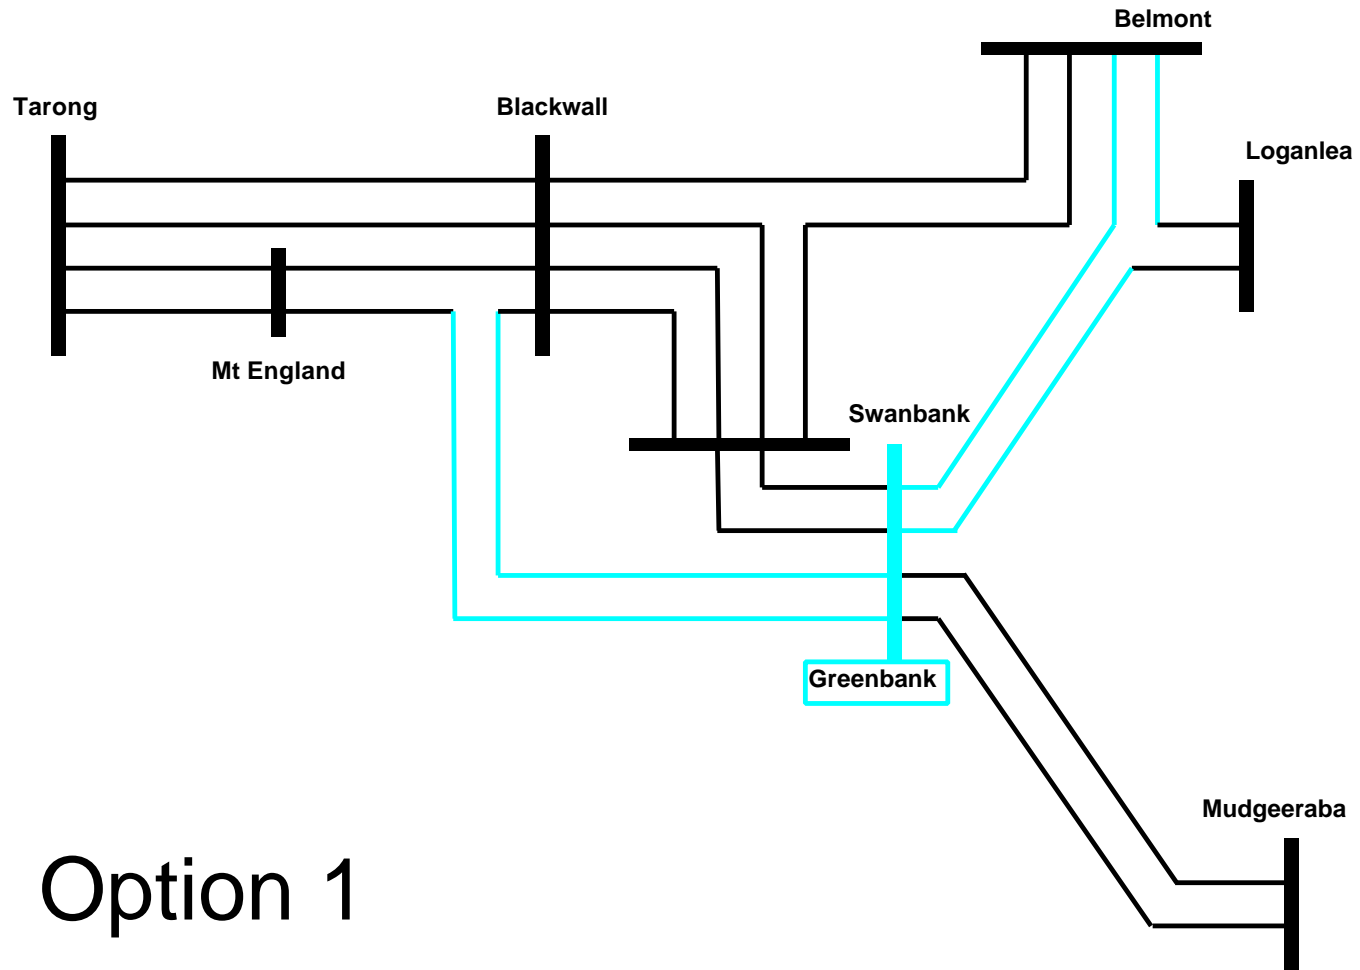 Belmont
Tarong
Blackwall
Loganlea
Mt England
Swanbank
Greenbank
Mudgeeraba
Option 1